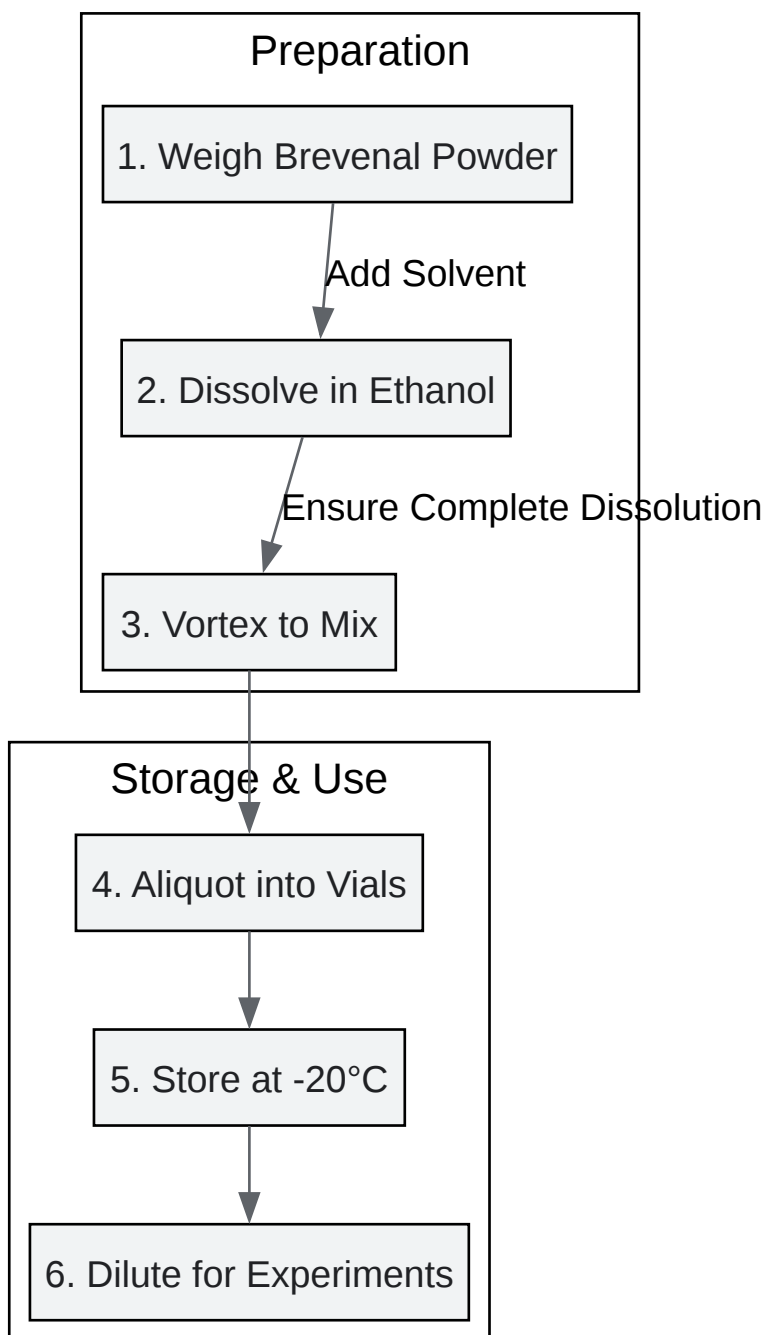 Preparation
1. Weigh Brevenal Powder
Add Solvent
2. Dissolve in Ethanol
Ensure Complete Dissolution
3. Vortex to Mix
Storage & Use
4. Aliquot into Vials
5. Store at -20°C
6. Dilute for Experiments